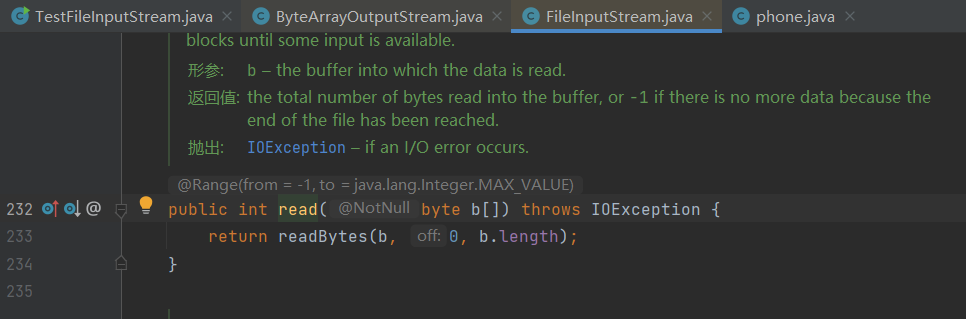 TestFileInputStream.java × ByteArrayOutputStream.java × FileInputStream.java × phone.java ×
blocks until some input is available.
形参: b – the buffer into which the data is read.
返回值: the total number of bytes read into the buffer, or -1 if there is no more data because the
end of the file has been reached.
抛出: IOException – if an I/O error occurs.
@Range(from = -1, to = java.lang.Integer.MAX_VALUE)
232 @ public int read( @NotNull byte b[]) throws IOException {
233 return readBytes(b, off: 0, b.length);
234 }
235